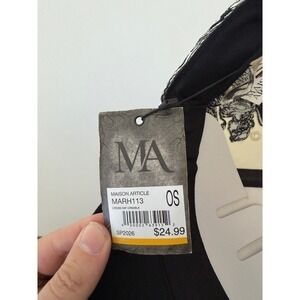 MA
MAISON ARTICLE
MARH113
OS
SP2026
$24.99